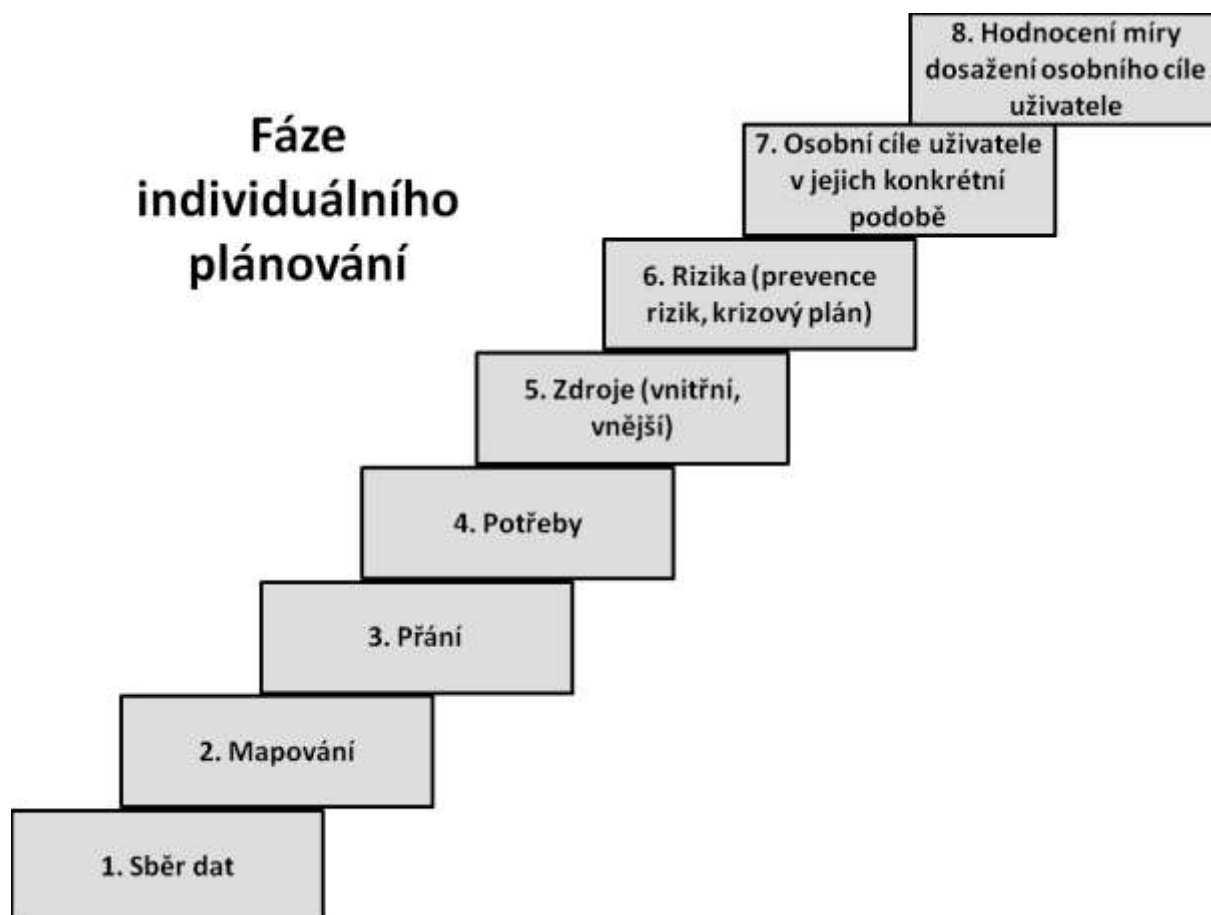 Fáze
individuálního
plánování
8. Hodnocení míry
dosažení osobního cíle
uživatele
7. Osobní cíle uživatele
v jejich konkrétní
podobě
6. Rizika (prevence
rizik, krizový plán)
5. Zdroje (vnitřní,
vnější)
4. Potřeby
3. Přání
2. Mapování
1. Sběr dat